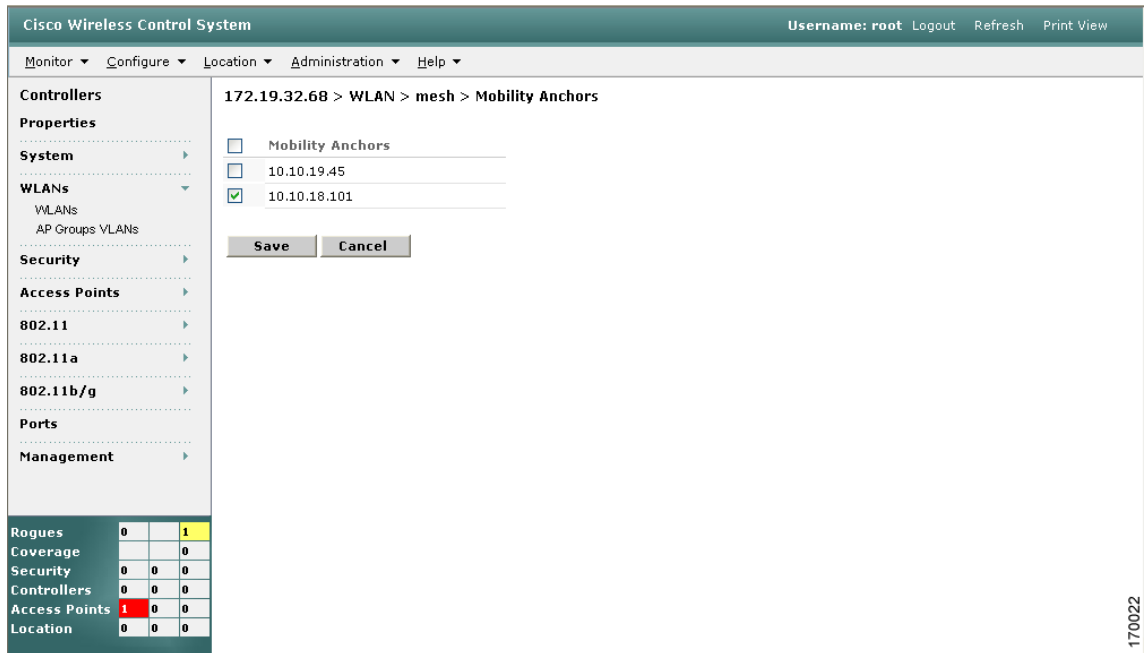 Cisco Wireless Control System
Username: root Logout Refresh Print View
Monitor Configure Location Administration Help
Controllers
Properties
System
WLANs
WLANs
AP Groups VLANs
Security
Access Points
802.11
802.11a
802.11b/g
Ports
Management
172.19.32.68 > WLAN > mesh > Mobility Anchors
Mobility Anchors
10.10.19.45
10.10.18.101
Save Cancel
Rogues 0 1
Coverage 0
Security 0 0 0
Controllers 0 0 0
Access Points 1 0 0
Location 0 0 0
170022